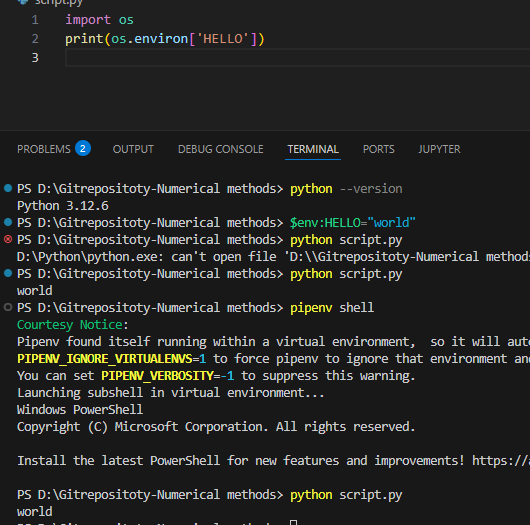 script.py
1 import os
2 print(os.environ['HELLO'])
3
PROBLEMS 2 OUTPUT DEBUG CONSOLE TERMINAL PORTS JUPYTER
PS D:\Gitrepositoty-Numerical methods> python --version
Python 3.12.6
PS D:\Gitrepositoty-Numerical methods> $env:HELLO="world"
PS D:\Gitrepositoty-Numerical methods> python script.py
D:\Python\python.exe: can't open file 'D:\\Gitrepositoty-Numerical methods
PS D:\Gitrepositoty-Numerical methods> python script.py
world
PS D:\Gitrepositoty-Numerical methods> pipenv shell
Courtesy Notice:
Pipenv found itself running within a virtual environment,  so it will aut
PIPENV_IGNORE_VIRTUALENVS=1 to force pipenv to ignore that environment an
You can set PIPENV_VERBOSITY=-1 to suppress this warning.
Launching subshell in virtual environment...
Windows PowerShell
Copyright (C) Microsoft Corporation. All rights reserved.
Install the latest PowerShell for new features and improvements! https://a
PS D:\Gitrepositoty-Numerical methods> python script.py
world